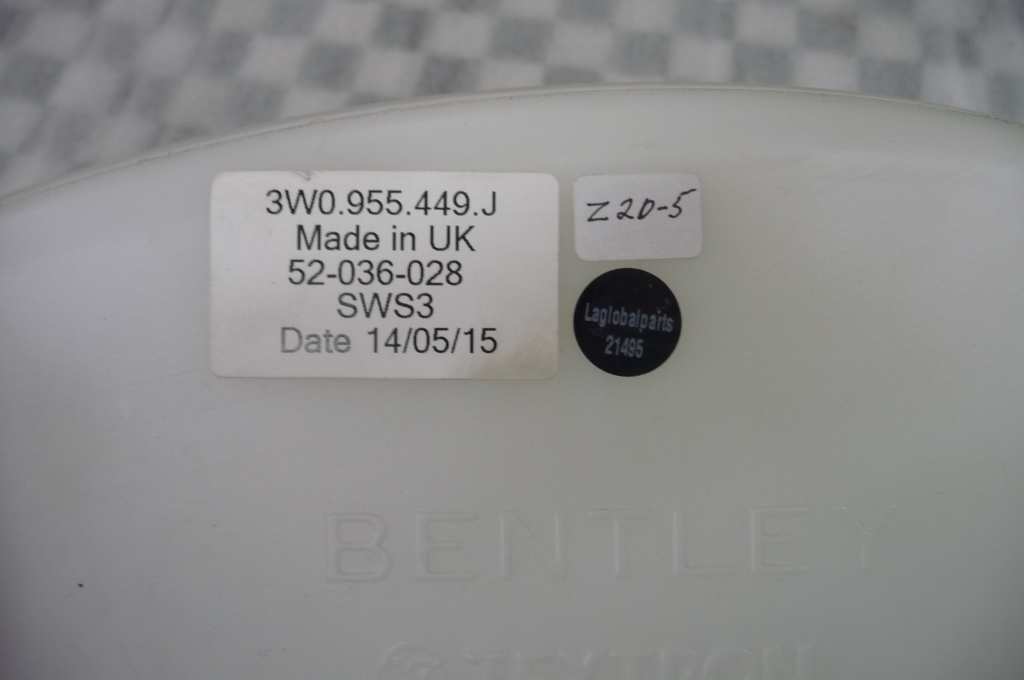 3W0.955.449.J
Made in UK
52-036-028
SWS3
Date 14/05/15
Z20-5
Laglobalparts
21495
BENTLEY
TEXTRON